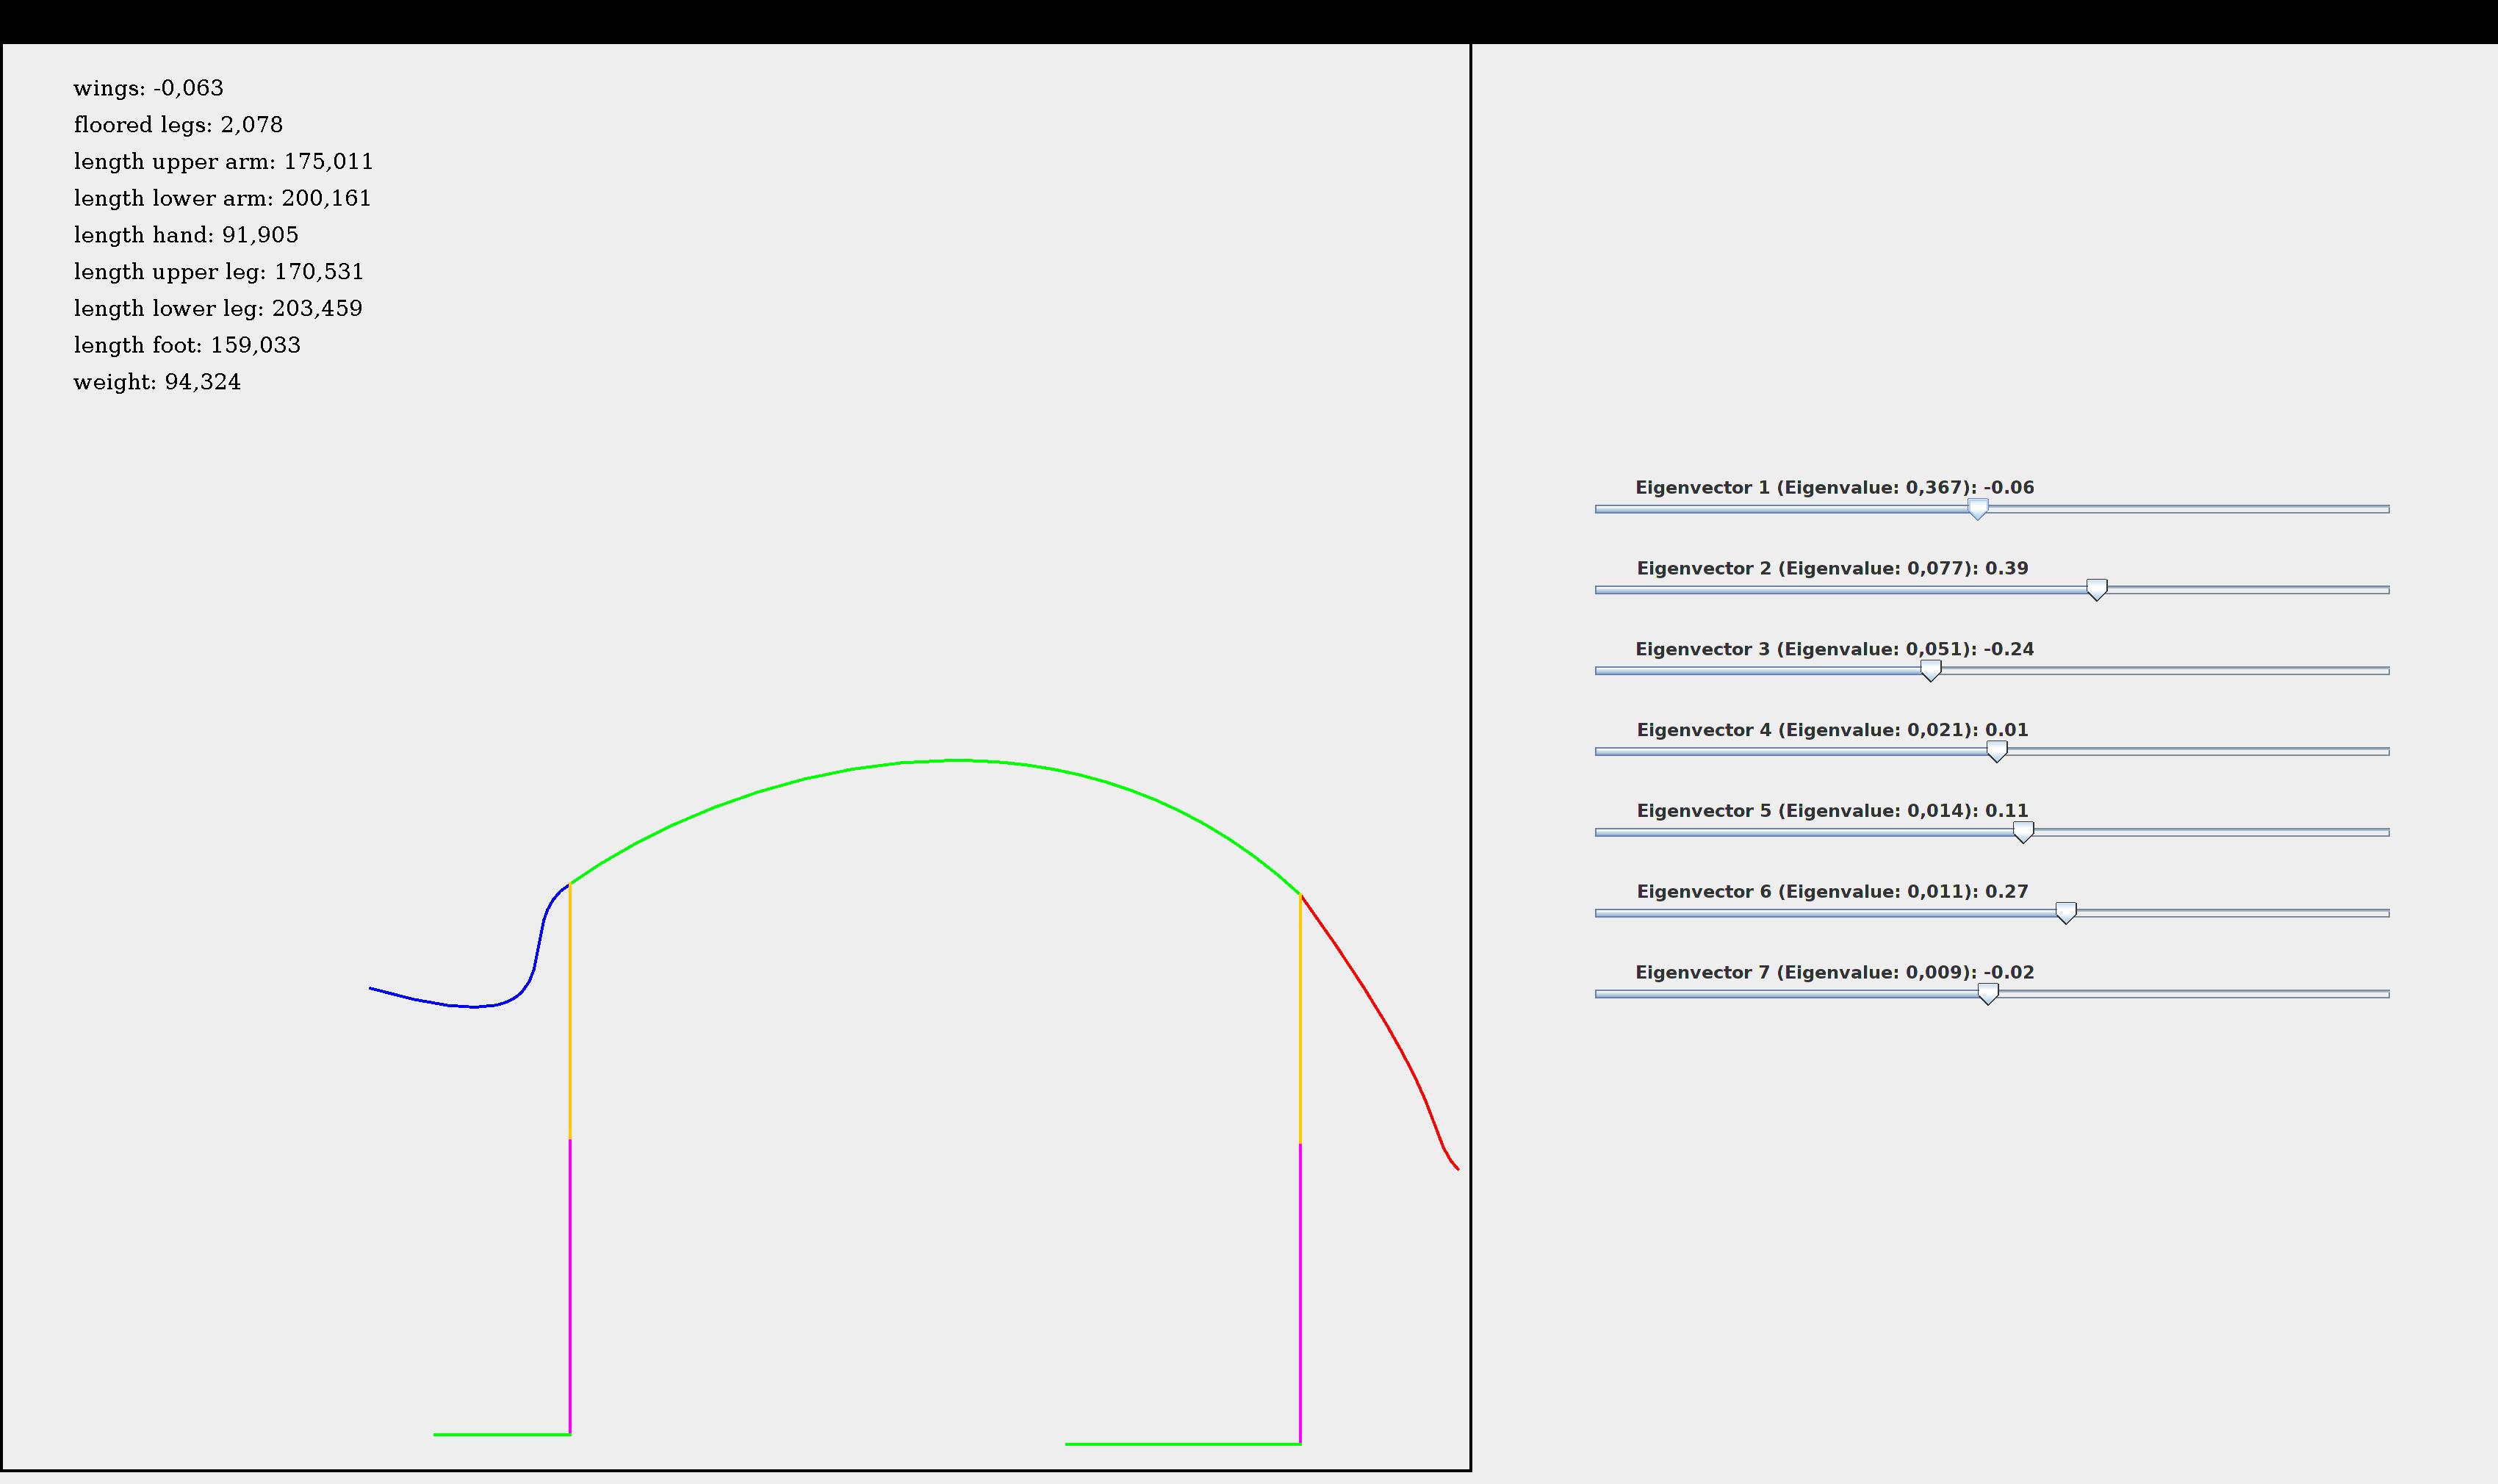 wings: -0,063
floored legs: 2,078
length upper arm: 175,011
length lower arm: 200,161
length hand: 91,905
length upper leg: 170,531
length lower leg: 203,459
length foot: 159,033
weight: 94,324
Eigenvector 1 (Eigenvalue: 0,367): -0.06
Eigenvector 2 (Eigenvalue: 0,077): 0.39
Eigenvector 3 (Eigenvalue: 0,051): -0.24
Eigenvector 4 (Eigenvalue: 0,021): 0.01
Eigenvector 5 (Eigenvalue: 0,014): 0.11
Eigenvector 6 (Eigenvalue: 0,011): 0.27
Eigenvector 7 (Eigenvalue: 0,009): -0.02